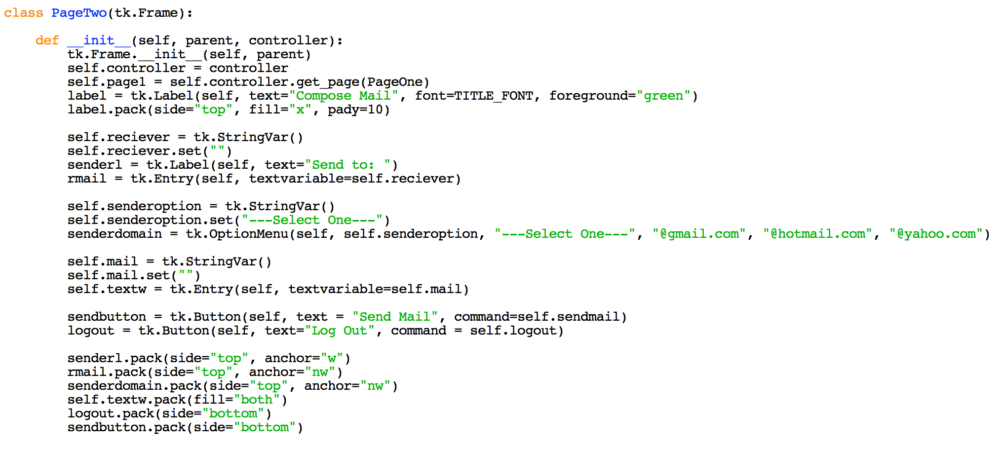 class PageTwo(tk.Frame):

    def __init__(self, parent, controller):
        tk.Frame.__init__(self, parent)
        self.controller = controller
        self.page1 = self.controller.get_page(PageOne)
        label = tk.Label(self, text="Compose Mail", font=TITLE_FONT, foreground="green")
        label.pack(side="top", fill="x", pady=10)

        self.reciever = tk.StringVar()
        self.reciever.set("")
        senderl = tk.Label(self, text="Send to: ")
        rmail = tk.Entry(self, textvariable=self.reciever)

        self.senderoption = tk.StringVar()
        self.senderoption.set("---Select One---")
        senderdomain = tk.OptionMenu(self, self.senderoption, "---Select One---", "@gmail.com", "@hotmail.com", "@yahoo.com")

        self.mail = tk.StringVar()
        self.mail.set("")
        self.textw = tk.Entry(self, textvariable=self.mail)

        sendbutton = tk.Button(self, text = "Send Mail", command=self.sendmail)
        logout = tk.Button(self, text="Log Out", command = self.logout)

        senderl.pack(side="top", anchor="w")
        rmail.pack(side="top", anchor="nw")
        senderdomain.pack(side="top", anchor="nw")
        self.textw.pack(fill="both")
        logout.pack(side="bottom")
        sendbutton.pack(side="bottom")